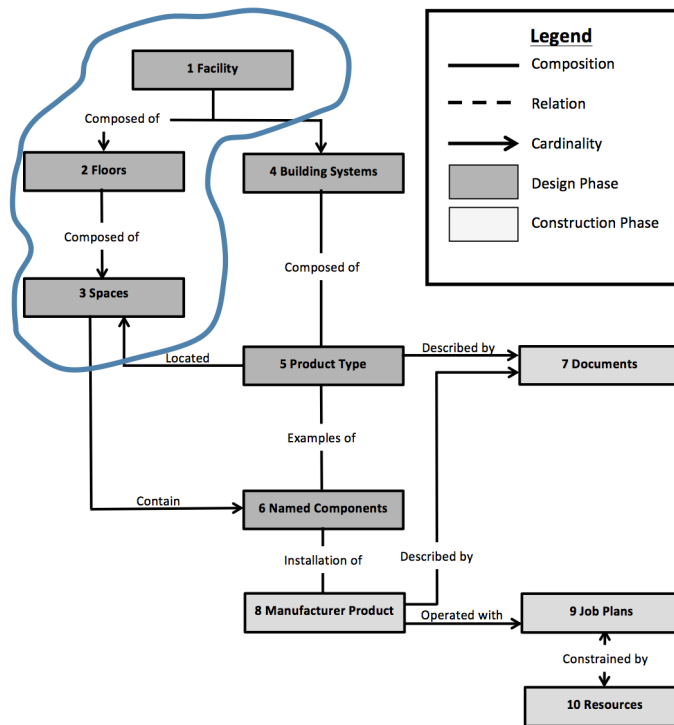 Legend
Composition
Relation
Cardinality
Design Phase
Construction Phase
1 Facility
Composed of
2 Floors
4 Building Systems
Composed of
Composed of
3 Spaces
Located
5 Product Type
Described by
7 Documents
Examples of
Contain
6 Named Components
Installation of
Described by
8 Manufacturer Product
Operated with
9 Job Plans
Constrained by
10 Resources